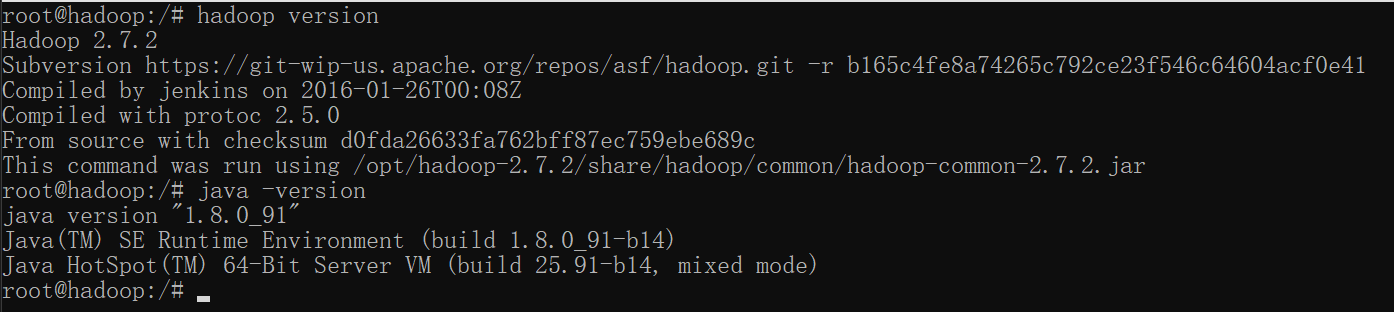 root@hadoop:/# hadoop version
Hadoop 2.7.2
Subversion https://git-wip-us.apache.org/repos/asf/hadoop.git -r b165c4fe8a74265c792ce23f546c64604acf0e41
Compiled by jenkins on 2016-01-26T00:08Z
Compiled with protoc 2.5.0
From source with checksum d0fda26633fa762bff87ec759ebe689c
This command was run using /opt/hadoop-2.7.2/share/hadoop/common/hadoop-common-2.7.2.jar
root@hadoop:/# java -version
java version "1.8.0_91"
Java(TM) SE Runtime Environment (build 1.8.0_91-b14)
Java HotSpot(TM) 64-Bit Server VM (build 25.91-b14, mixed mode)
root@hadoop:/#